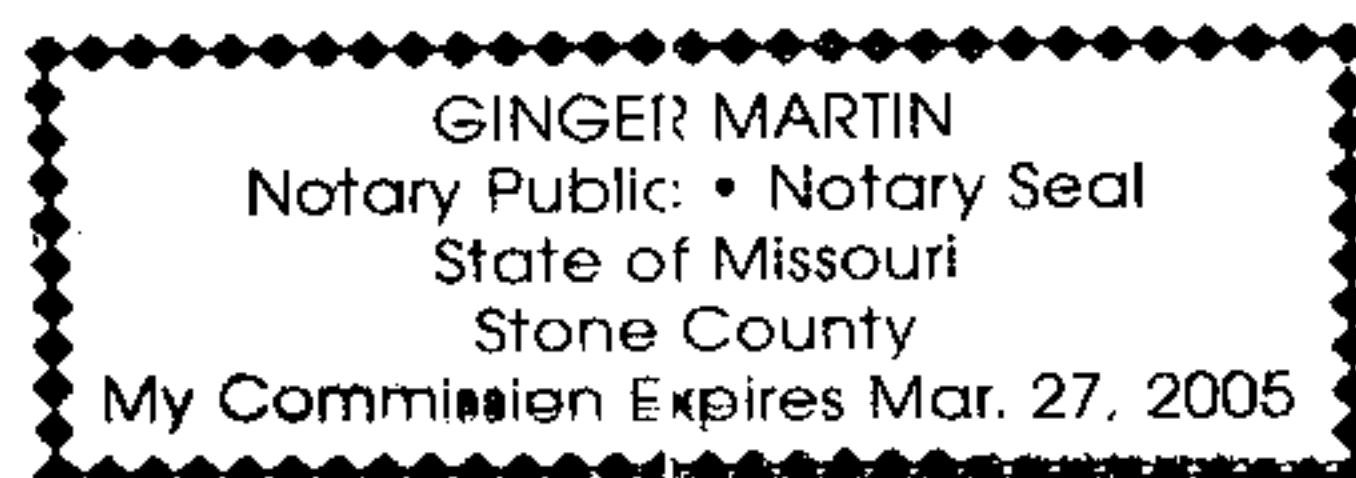 GINGER MARTIN
Notary Public • Notary Seal
State of Missouri
Stone County
My Commission Expires Mar. 27, 2005